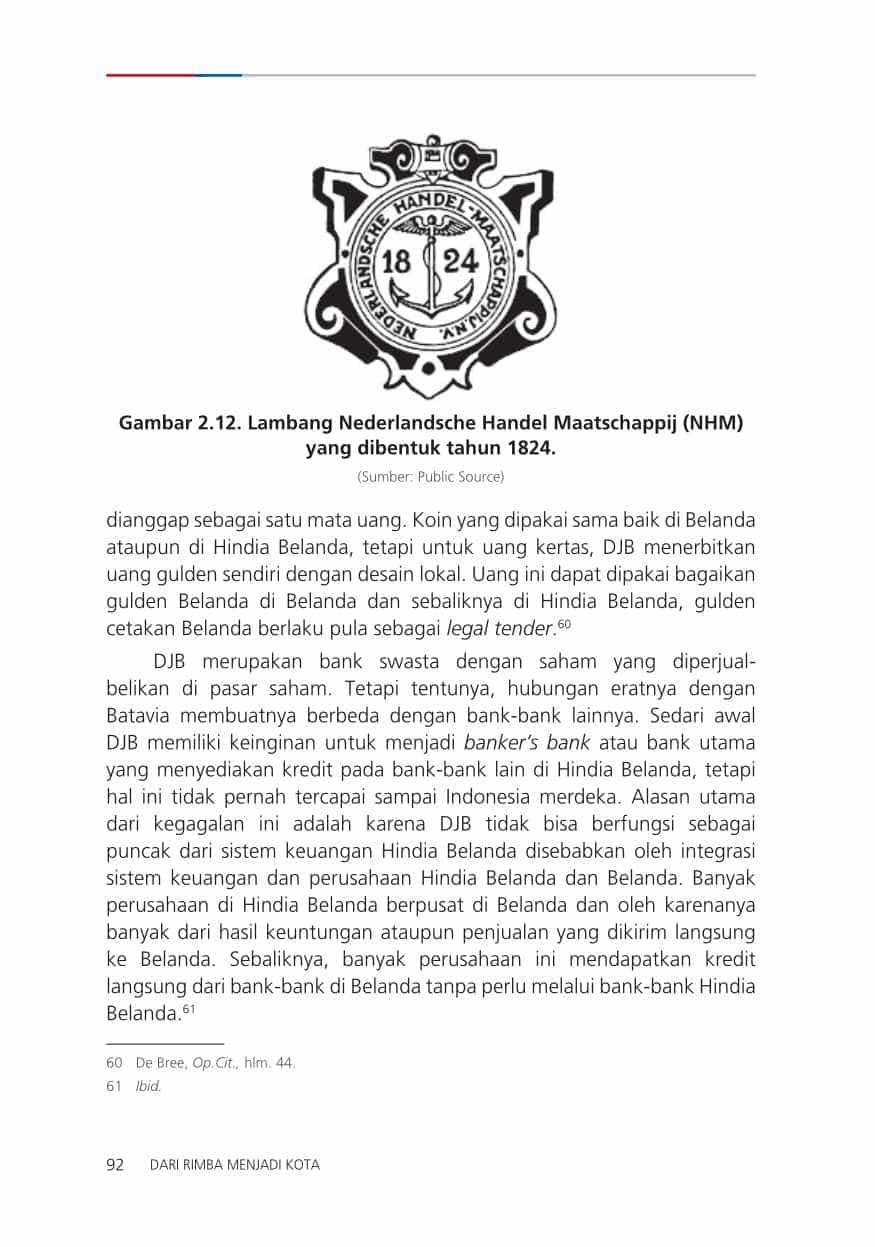 NEDERLANDSCHE HANDEL-MAATSCHAPPIJ.N.V.
18 24
Gambar 2.12. Lambang Nederlandsche Handel Maatschappij (NHM)
yang dibentuk tahun 1824.
(Sumber: Public Source)
dianggap sebagai satu mata uang. Koin yang dipakai sama baik di Belanda
ataupun di Hindia Belanda, tetapi untuk uang kertas, DJB menerbitkan
uang gulden sendiri dengan desain lokal. Uang ini dapat dipakai bagaikan
gulden Belanda di Belanda dan sebaliknya di Hindia Belanda, gulden
cetakan Belanda berlaku pula sebagai legal tender.60
DJB merupakan bank swasta dengan saham yang diperjual-
belikan di pasar saham. Tetapi tentunya, hubungan eratnya dengan
Batavia membuatnya berbeda dengan bank-bank lainnya. Sedari awal
DJB memiliki keinginan untuk menjadi banker’s bank atau bank utama
yang menyediakan kredit pada bank-bank lain di Hindia Belanda, tetapi
hal ini tidak pernah tercapai sampai Indonesia merdeka. Alasan utama
dari kegagalan ini adalah karena DJB tidak bisa berfungsi sebagai
puncak dari sistem keuangan Hindia Belanda disebabkan oleh integrasi
sistem keuangan dan perusahaan Hindia Belanda dan Belanda. Banyak
perusahaan di Hindia Belanda berpusat di Belanda dan oleh karenanya
banyak dari hasil keuntungan ataupun penjualan yang dikirim langsung
ke Belanda. Sebaliknya, banyak perusahaan ini mendapatkan kredit
langsung dari bank-bank di Belanda tanpa perlu melalui bank-bank Hindia
Belanda.61
60 De Bree, Op.Cit., hlm. 44.
61 Ibid.
92 DARI RIMBA MENJADI KOTA